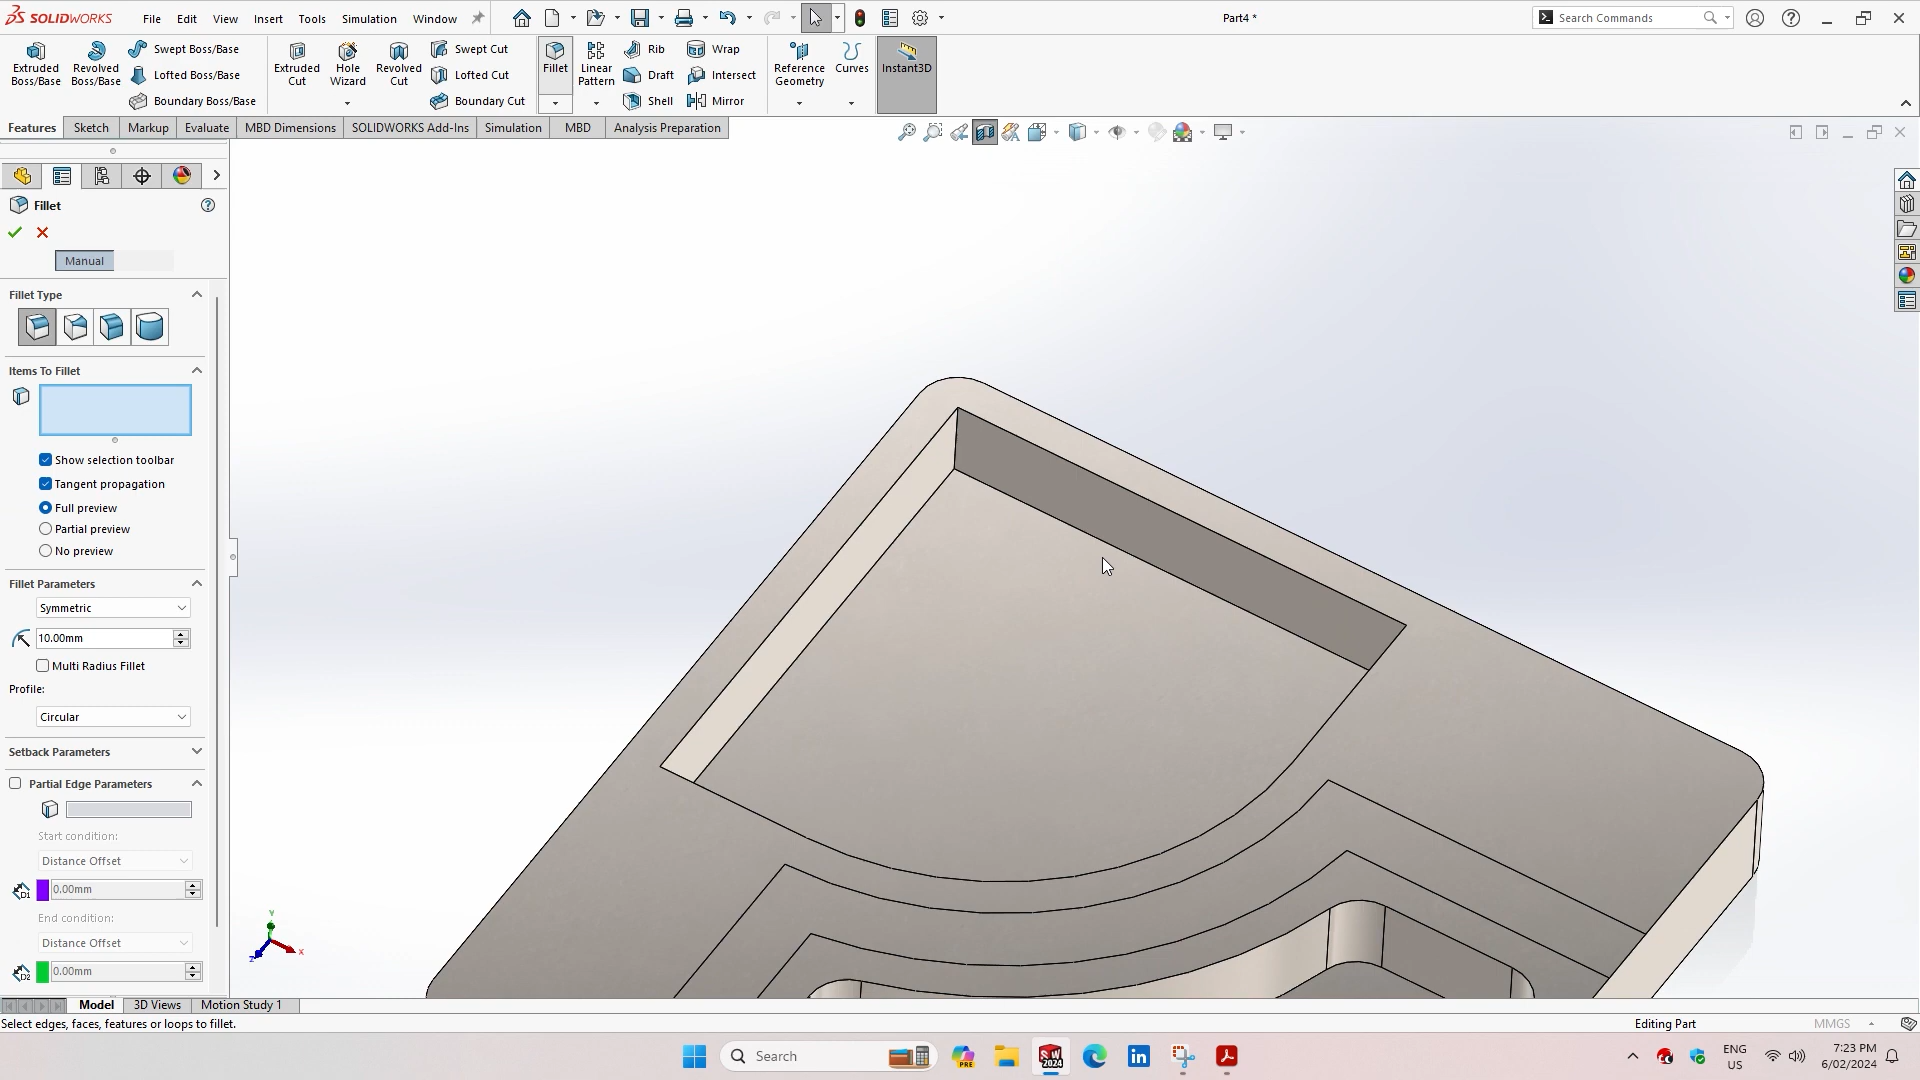 SOLIDWORKS File Edit View Insert Tools Simulation Window Part4 * Search Commands
Extruded Boss/Base
Revolved Boss/Base
Swept Boss/Base
Lofted Boss/Base
Boundary Boss/Base
Extruded Cut
Hole Wizard
Revolved Cut
Swept Cut
Lofted Cut
Boundary Cut
Fillet
Linear Pattern
Rib
Draft
Shell
Wrap
Intersect
Mirror
Reference Geometry
Curves
Instant3D
Features Sketch Markup Evaluate MBD Dimensions SOLIDWORKS Add-Ins Simulation MBD Analysis Preparation
Fillet
Manual
Fillet Type
Items To Fillet
Show selection toolbar
Tangent propagation
Full preview
Partial preview
No preview
Fillet Parameters
Symmetric
10.00mm
Multi Radius Fillet
Profile:
Circular
Setback Parameters
Partial Edge Parameters
Start condition:
Distance Offset
D1 0.00mm
End condition:
Distance Offset
D2 0.00mm
Y
X
Z
Model 3D Views Motion Study 1
Select edges, faces, features or loops to fillet. Editing Part MMGS
Search
PRE
SW
2024
in
ENG
US
7:23 PM
6/02/2024